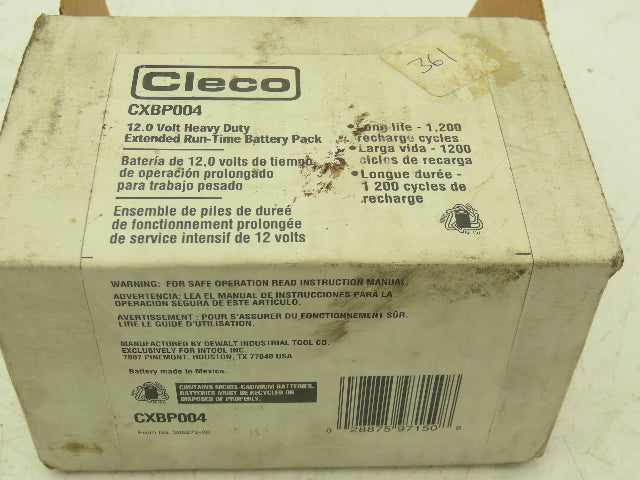 361
Cleco
CXBP004
12.0 Volt Heavy Duty
Extended Run-Time Battery Pack
• Long life - 1,200
recharge cycles
Batería de 12,0 volts de tiempo
de operación prolongado
para trabajo pesado
• Larga vida - 1200
ciclos de recarga
Ensemble de piles de dureé
de fonctionnement prolongée
de service intensif de 12 volts
• Longue durée -
1 200 cycles de
recharge
WARNING: FOR SAFE OPERATION READ INSTRUCTION MANUAL
ADVERTENCIA: LEA EL MANUAL DE INSTRUCCIONES PARA LA
OPERACIÓN SEGURA DE ESTE ARTICULO.
AVERTISSEMENT : POUR S'ASSURER DU FONCTIONNEMENT SÛR,
LIRE LE GUIDE D'UTILISATION.
MANUFACTURED BY DEWALT INDUSTRIAL TOOL CO.
EXCLUSIVELY FOR INTOOL INC.
7007 PINEMONT, HOUSTON, TX 77040 USA
Battery made in Mexico.
CONTAINS NICKEL-CADMIUM BATTERIES.
BATTERIES MUST BE RECYCLED OR
DISPOSED OF PROPERLY.
CXBP004
0 28875 97150 8